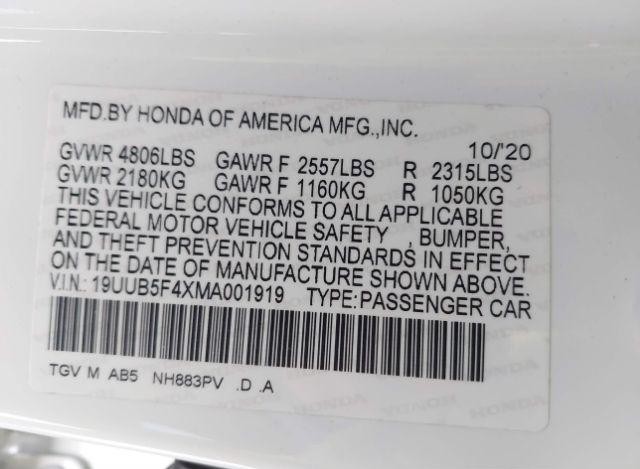 MFD.BY HONDA OF AMERICA MFG.,INC.
10/'20
GVWR 4806LBS GAWR F 2557LBS R 2315LBS
GVWR 2180KG GAWR F 1160KG R 1050KG
THIS VEHICLE CONFORMS TO ALL APPLICABLE
FEDERAL MOTOR VEHICLE SAFETY , BUMPER,
AND THEFT PREVENTION STANDARDS IN EFFECT
ON THE DATE OF MANUFACTURE SHOWN ABOVE.
V.I.N.: 19UUB5F4XMA001919 TYPE:PASSENGER CAR
TGV M AB5 NH883PV .D .A